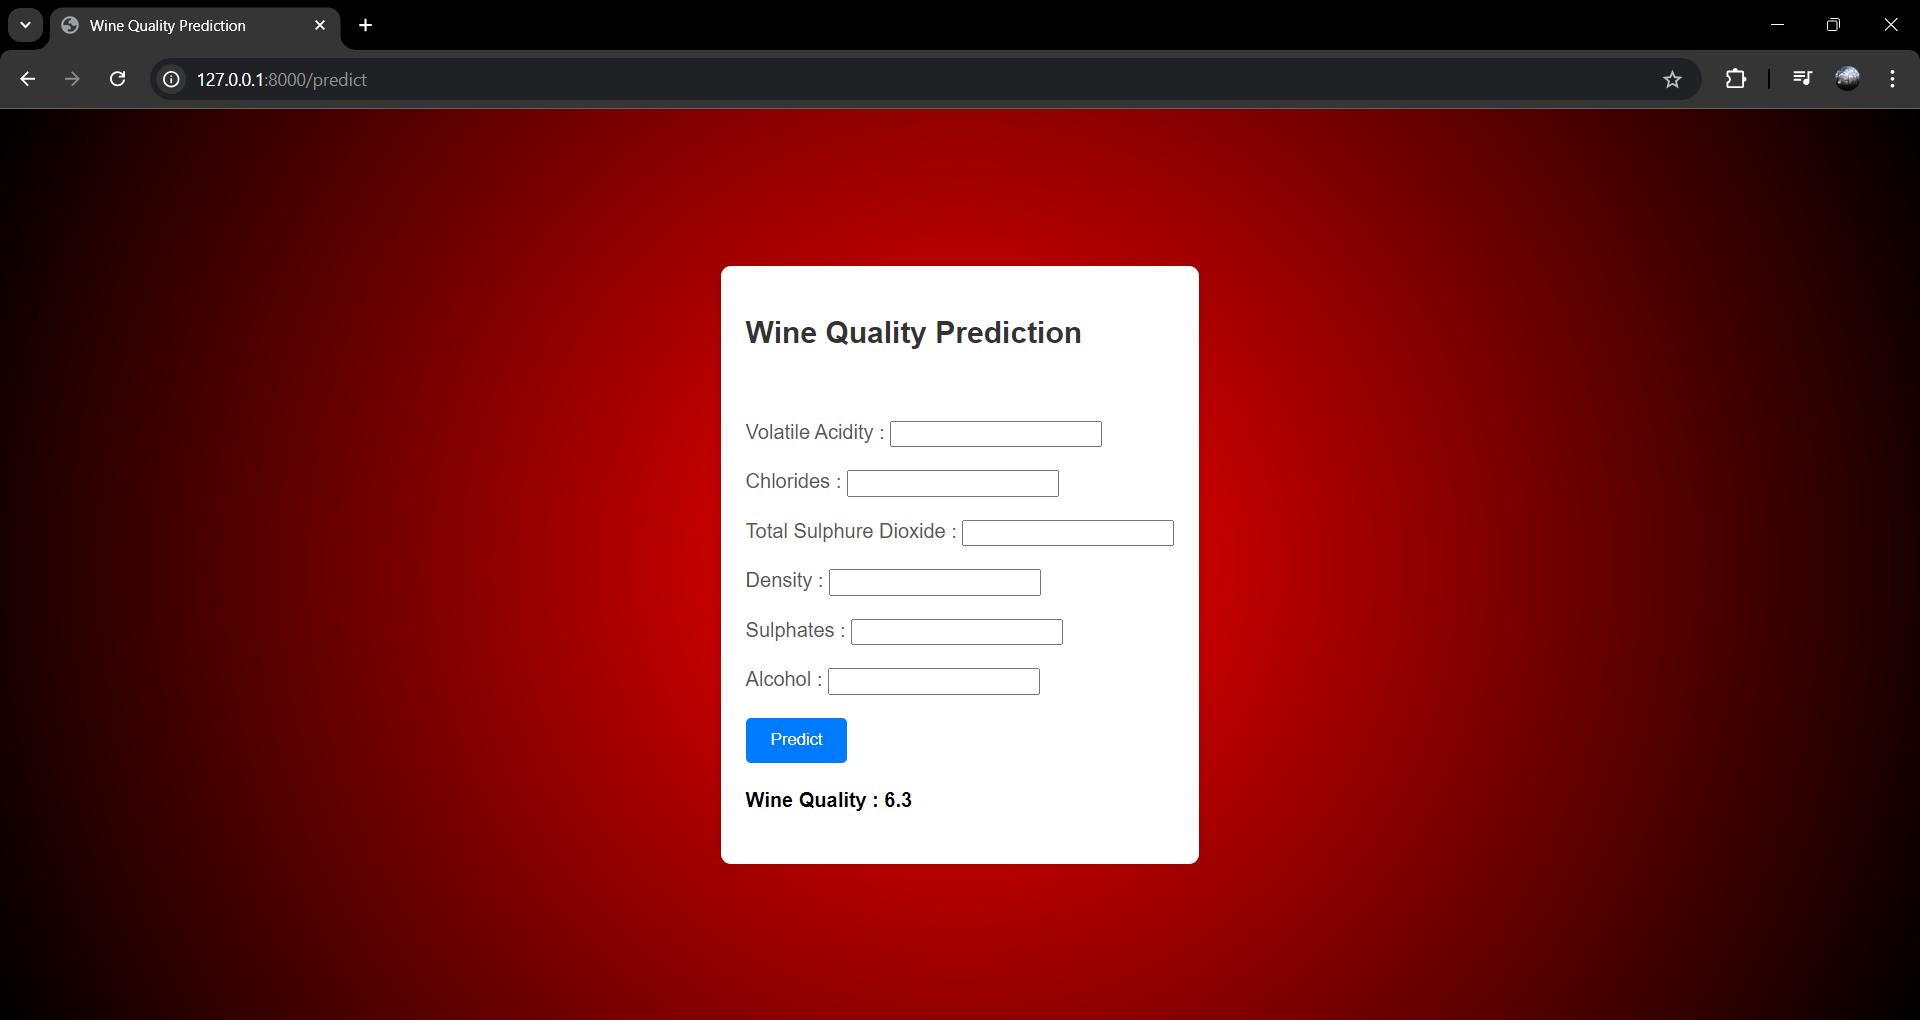 Wine Quality Prediction
127.0.0.1:8000/predict
Wine Quality Prediction
Volatile Acidity :
Chlorides :
Total Sulphure Dioxide :
Density :
Sulphates :
Alcohol :
Predict
Wine Quality : 6.3